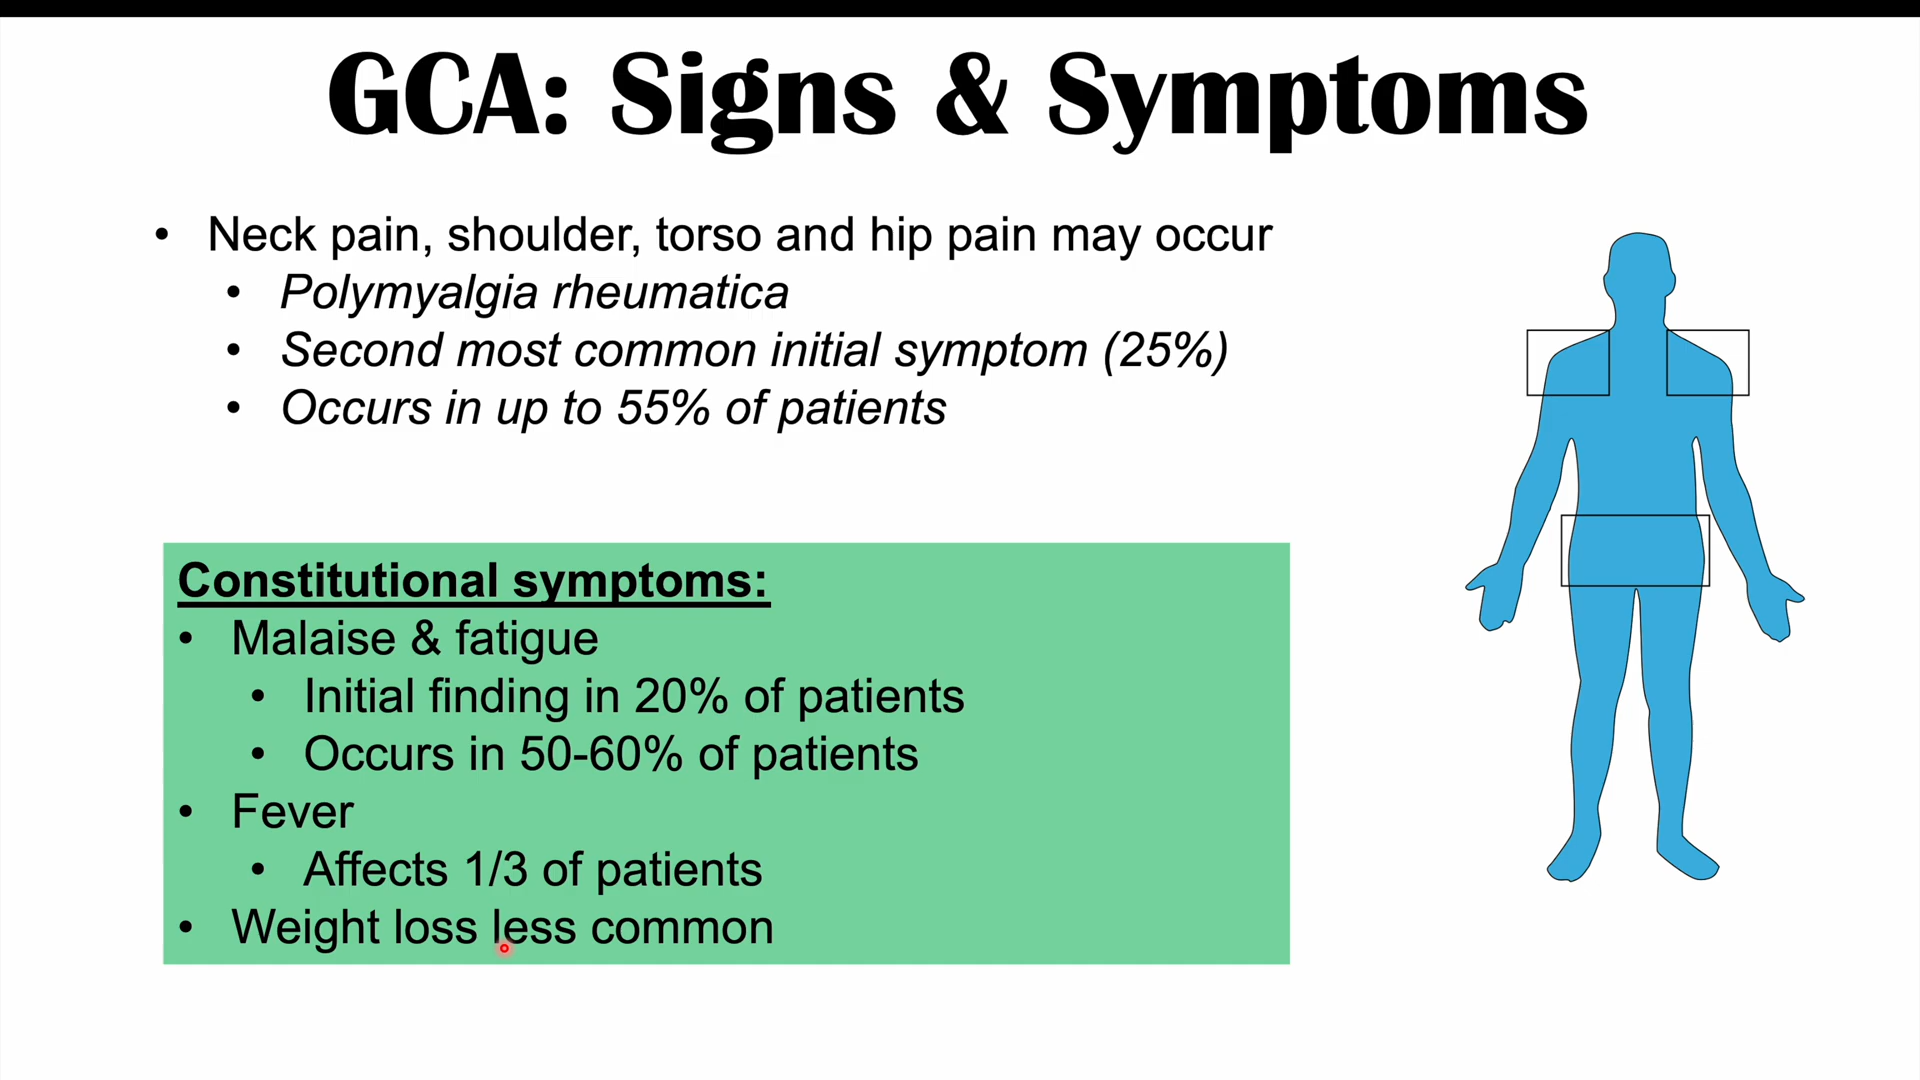 GCA: Signs & Symptoms
• Neck pain, shoulder, torso and hip pain may occur
• Polymyalgia rheumatica
• Second most common initial symptom (25%)
• Occurs in up to 55% of patients
Constitutional symptoms:
• Malaise & fatigue
• Initial finding in 20% of patients
• Occurs in 50-60% of patients
• Fever
• Affects 1/3 of patients
• Weight loss less common